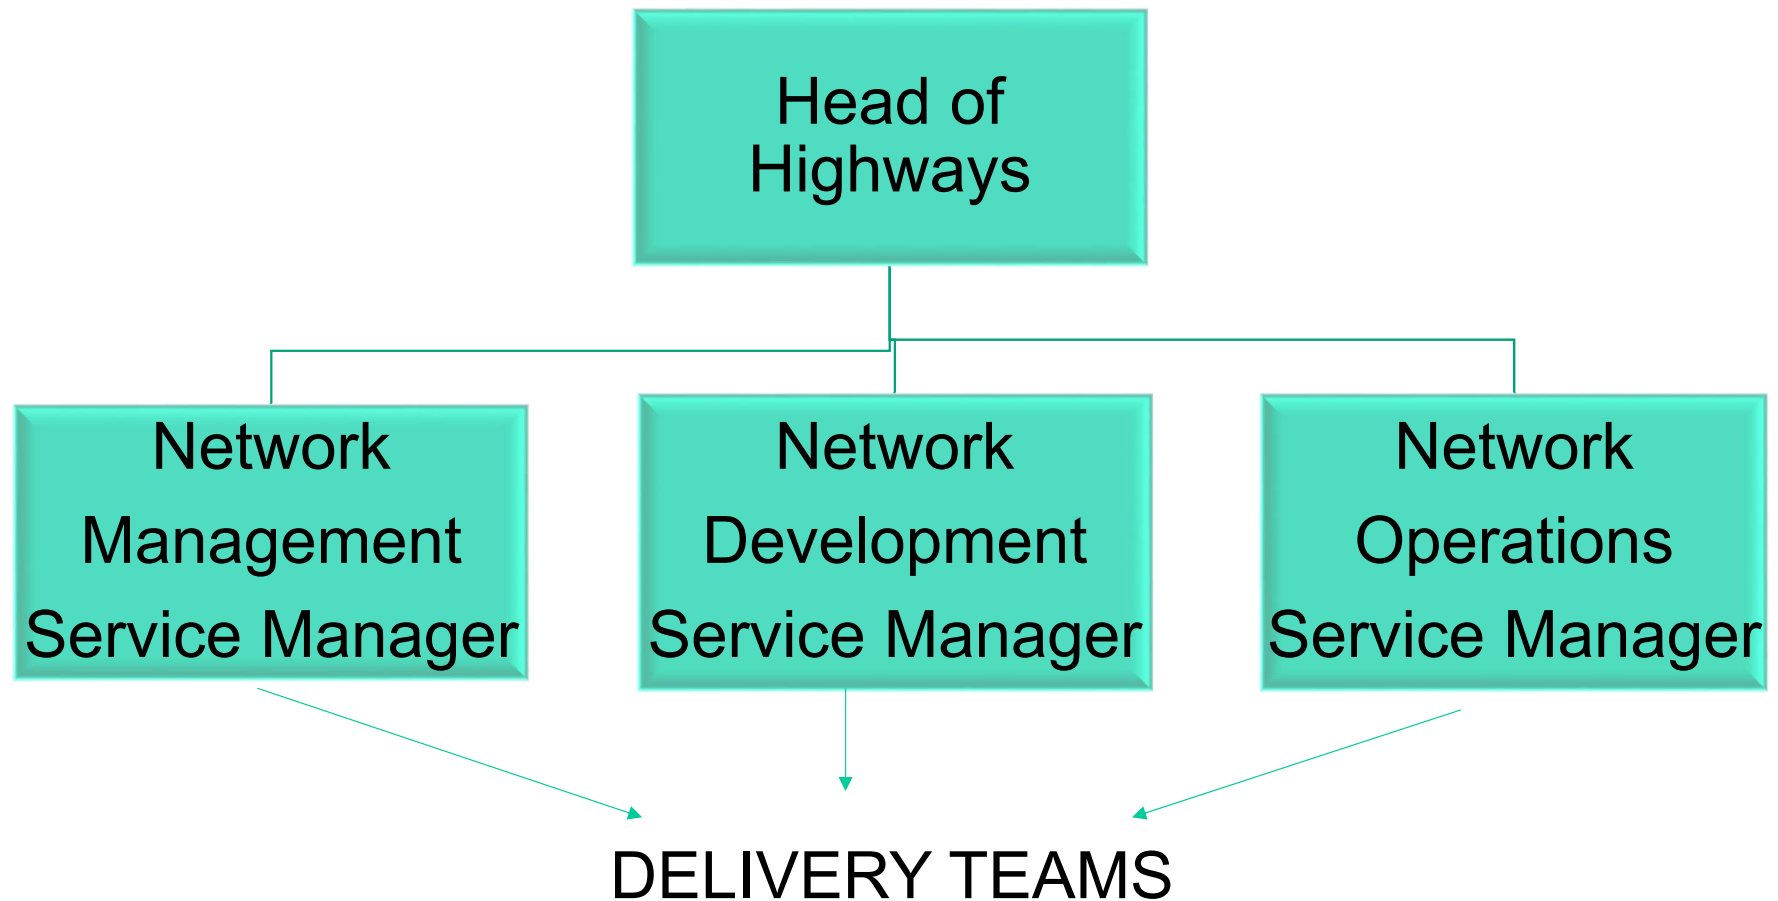 Head of
Highways
Network
Management
Service Manager
Network
Development
Service Manager
Network
Operations
Service Manager
DELIVERY TEAMS